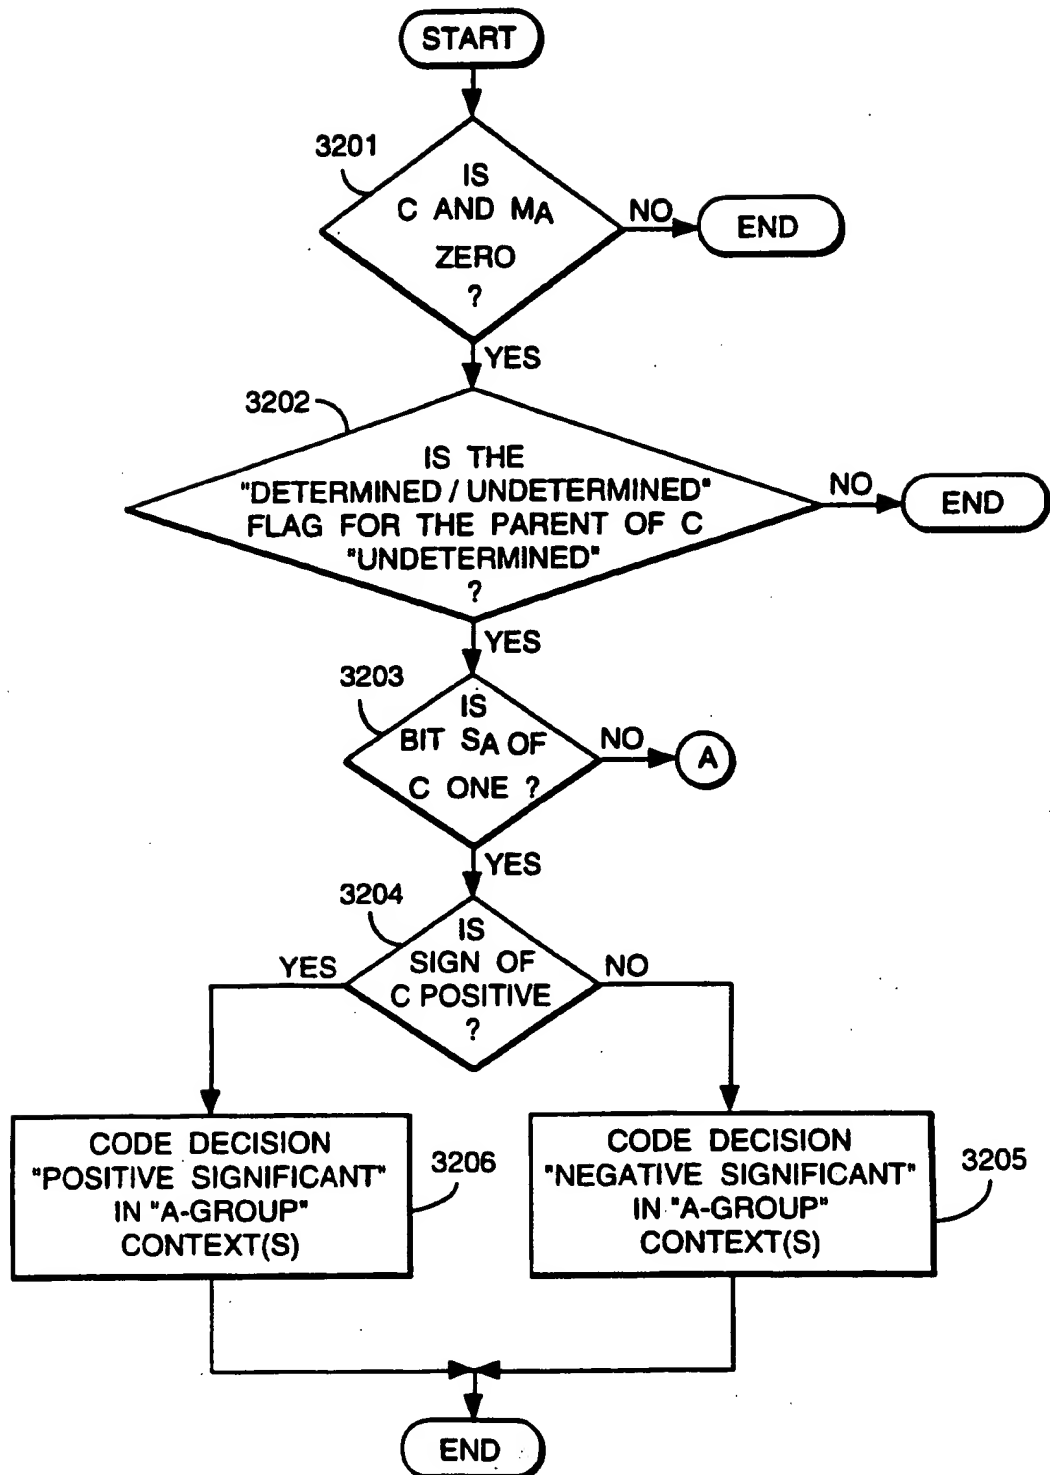 START
3201
IS
C AND MA
ZERO
?
NO
END
YES
3202
IS THE
"DETERMINED / UNDETERMINED"
FLAG FOR THE PARENT OF C
"UNDETERMINED"
?
NO
END
YES
3203
IS
BIT SA OF
C ONE ?
NO
A
YES
3204
IS
SIGN OF
C POSITIVE
?
YES
NO
CODE DECISION
"POSITIVE SIGNIFICANT"
IN "A-GROUP"
CONTEXT(S)
3206
CODE DECISION
"NEGATIVE SIGNIFICANT"
IN "A-GROUP"
CONTEXT(S)
3205
END